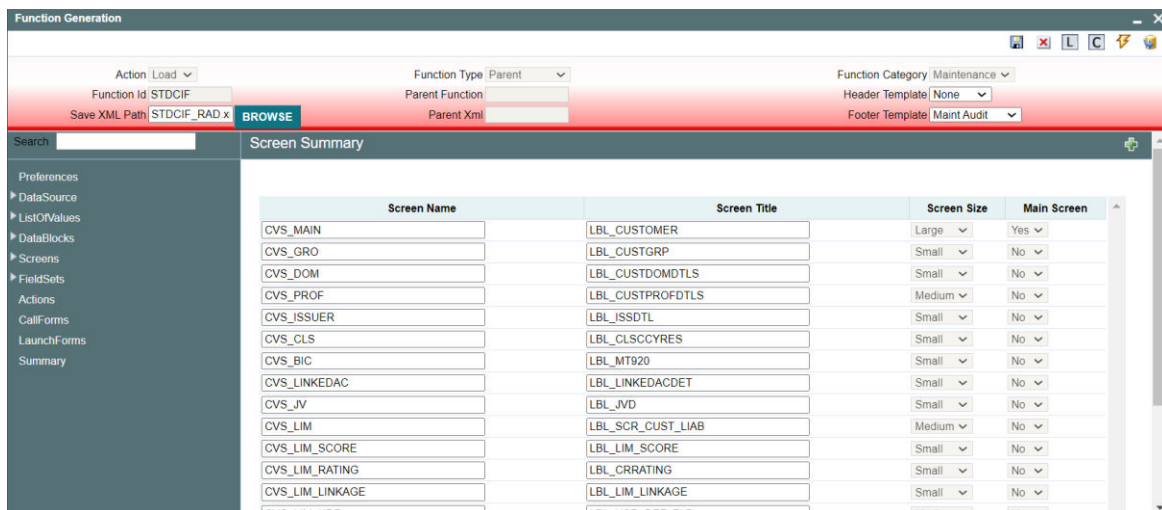 Function Generation
L C
Action Load Function Type Parent Function Category Maintenance
Function Id STDCIF Parent Function Header Template None
Save XML Path STDCIF_RAD.x BROWSE Parent Xml Footer Template Maint Audit
Search Screen Summary
Preferences
DataSource
ListOfValues
DataBlocks
Screens
FieldSets
Actions
CallForms
LaunchForms
Summary
Screen Name Screen Title Screen Size Main Screen
CVS_MAIN LBL_CUSTOMER Large Yes
CVS_GRO LBL_CUSTGRP Small No
CVS_DOM LBL_CUSTDOMDTLS Small No
CVS_PROF LBL_CUSTPROFDTLS Medium No
CVS_ISSUER LBL_ISSDTL Small No
CVS_CLS LBL_CLSCCYRES Small No
CVS_BIC LBL_MT920 Small No
CVS_LINKEDAC LBL_LINKEDACDET Small No
CVS_JV LBL_JVD Small No
CVS_LIM LBL_SCR_CUST_LIAB Medium No
CVS_LIM_SCORE LBL_LIM_SCORE Small No
CVS_LIM_RATING LBL_CRRATING Small No
CVS_LIM_LINKAGE LBL_LIM_LINKAGE Small No